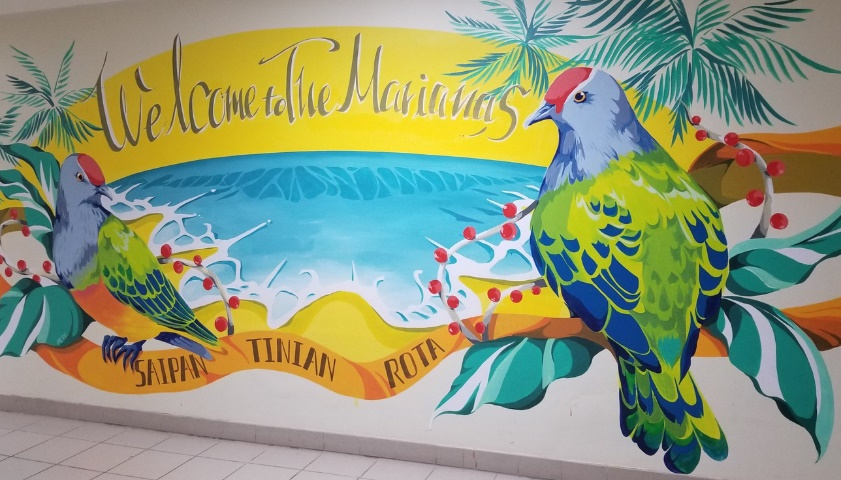 Welcome to The Marianas
SAIPAN TINIAN ROTA